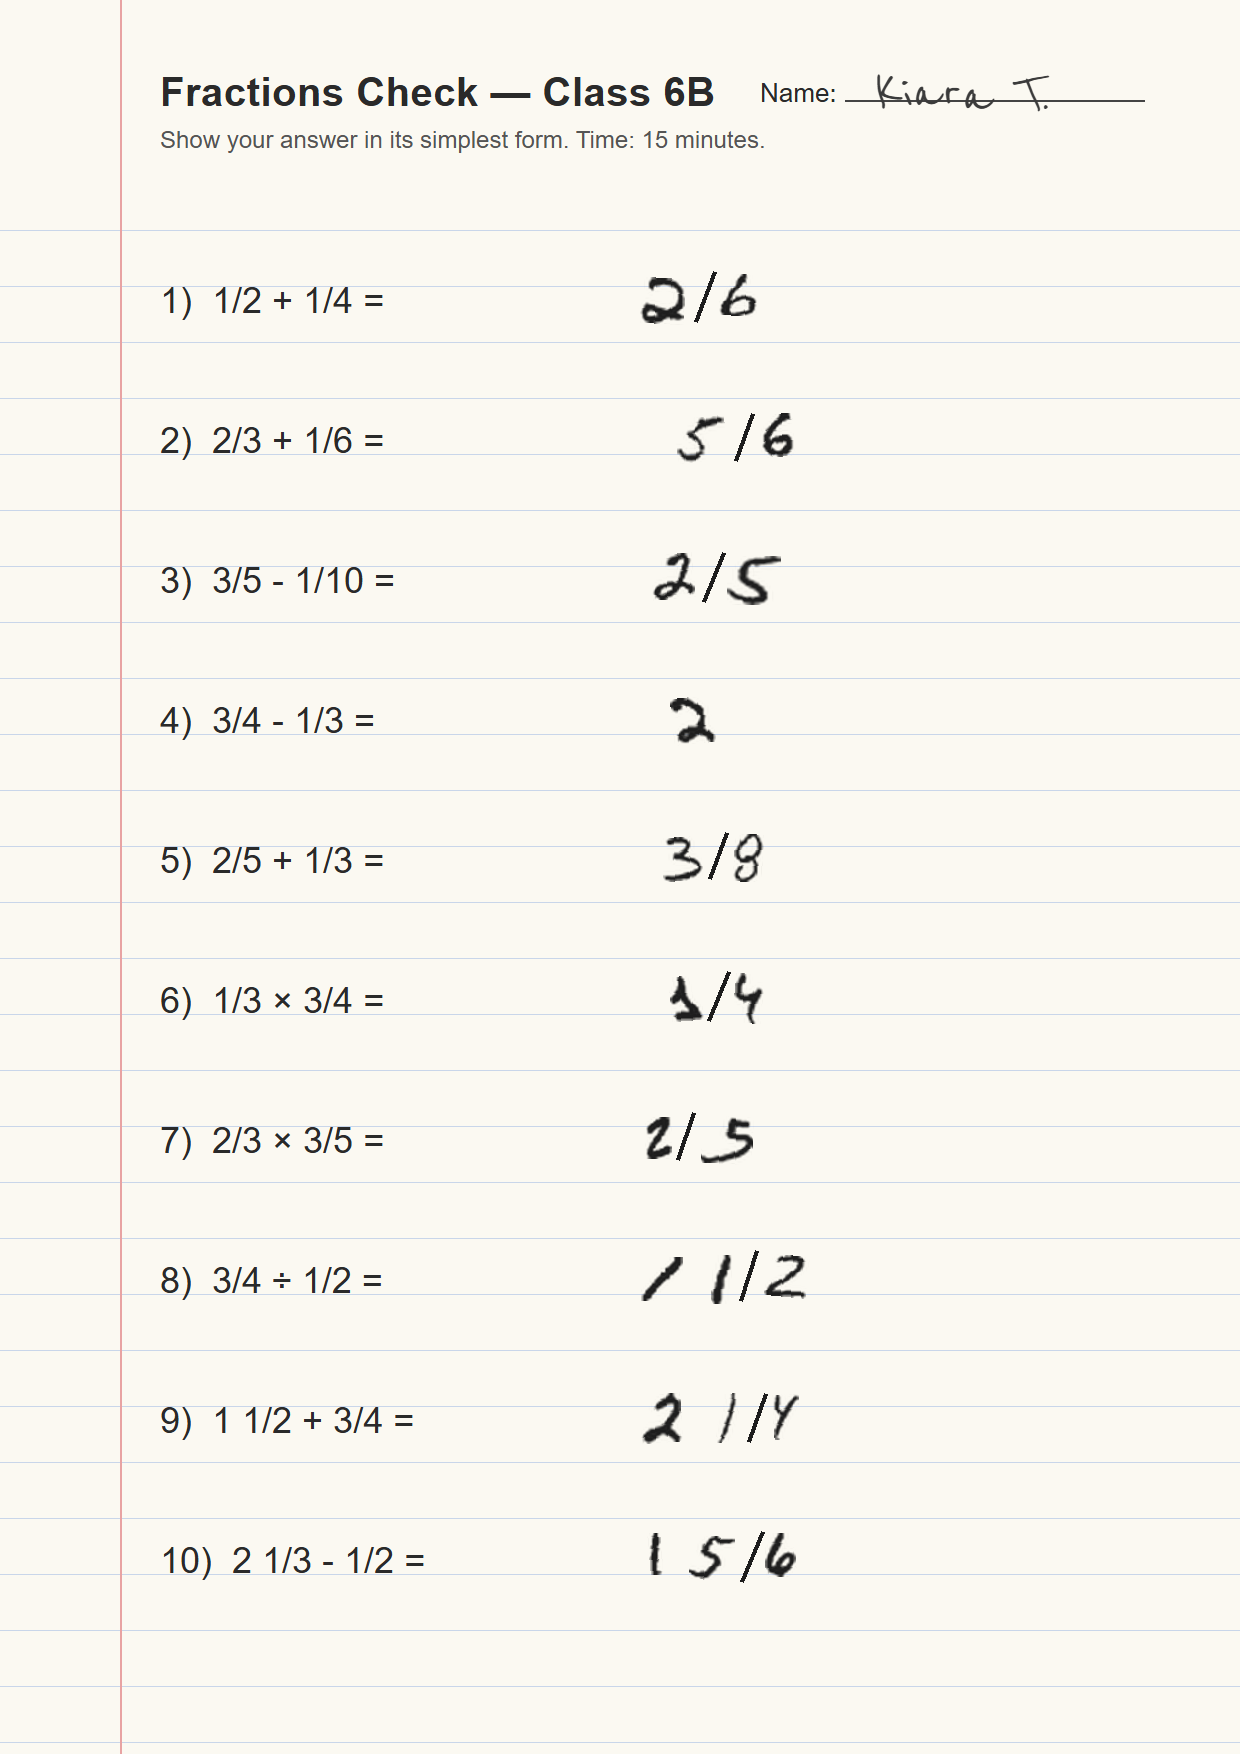 Fractions Check — Class 6B Name: Kiara T.
Show your answer in its simplest form. Time: 15 minutes.
1) 1/2 + 1/4 = 2/6
2) 2/3 + 1/6 = 5/6
3) 3/5 - 1/10 = 2/5
4) 3/4 - 1/3 = 2
5) 2/5 + 1/3 = 3/8
6) 1/3 × 3/4 = 1/4
7) 2/3 × 3/5 = 2/5
8) 3/4 ÷ 1/2 = 1 1/2
9) 1 1/2 + 3/4 = 2 1/4
10) 2 1/3 - 1/2 = 1 5/6